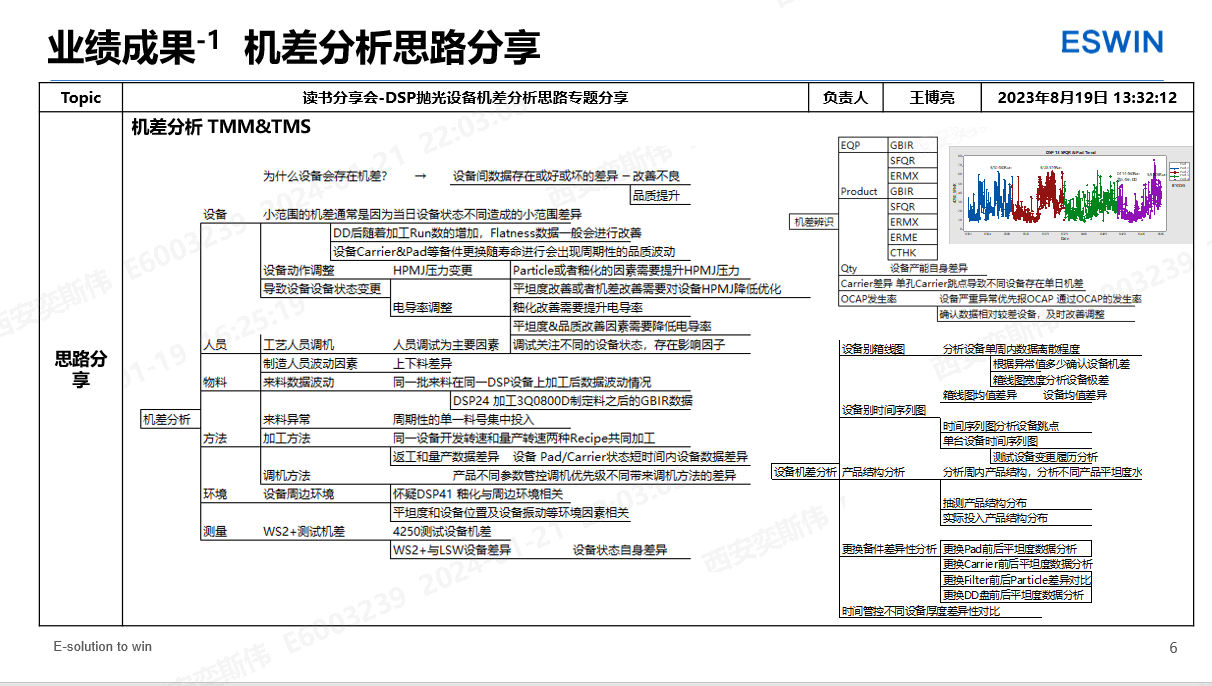 业绩成果-1 机差分析思路分享
ESWIN
Topic
读书分享会-DSP抛光设备机差分析思路专题分享
负责人
王博亮
2023年8月19日 13:32:12
思路分享
机差分析 TMM&TMS
为什么设备会存在机差? → 设备间数据存在或好或坏的差异 – 改善不良
品质提升
设备 小范围的机差通常是因为当日设备状态不同造成的小范围差异
DD后随着加工Run数的增加，Flatness数据一般会进行改善
设备Carrier&Pad等备件更换随寿命进行会出现周期性的品质波动
设备动作调整 HPMJ压力变更 Particle或者釉化的因素需要提升HPMJ压力
导致设备设备状态变更 平坦度改善或者机差改善需要对设备HPMJ降低优化
电导率调整 釉化改善需要提升电导率
平坦度&品质改善因素需要降低电导率
人员 工艺人员调机 人员调试为主要因素 调试关注不同的设备状态，存在影响因子
制造人员波动因素 上下料差异
物料 来料数据波动 同一批来料在同一DSP设备上加工后数据波动情况
DSP24 加工3Q0800D制定料之后的GBIR数据
机差分析
来料异常 周期性的单一料号集中投入
方法 加工方法 同一设备开发转速和量产转速两种Recipe共同加工
返工和量产数据差异 设备 Pad/Carrier状态短时间内设备数据差异
调机方法 产品不同参数管控调机优先级不同带来调机方法的差异
环境 设备周边环境 怀疑DSP41 釉化与周边环境相关
平坦度和设备位置及设备振动等环境因素相关
测量 WS2+测试机差 4250测试设备机差
WS2+与LSW设备差异 设备状态自身差异
机差辨识
EQP GBIR
SFQR
ERMX
Product GBIR
SFQR
ERMX
ERME
CTHK
Qty 设备产能自身差异
Carrier差异 单孔Carrier跳点导致不同设备存在单日机差
OCAP发生率 设备严重异常优先报OCAP 通过OCAP的发生率
确认数据相对较差设备，及时改善调整
设备机差分析
设备别箱线图 分析设备单周内数据离散程度
根据异常值多少确认设备机差
箱线图宽度分析设备极差
箱线图均值差异 设备均值差异
设备别时间序列图
时间序列图分析设备跳点
单台设备时间序列图
测试设备变更履历分析
产品结构分析 分析周内产品结构，分析不同产品平坦度水
抽测产品结构分布
实际投入产品结构分布
更换备件差异性分析 更换Pad前后平坦度数据分析
更换Carrier前后平坦度数据分析
更换Filter前后Particle差异对比
更换DD盘前后平坦度数据分析
时间管控不同设备厚度差异性对比
E-solution to win
6